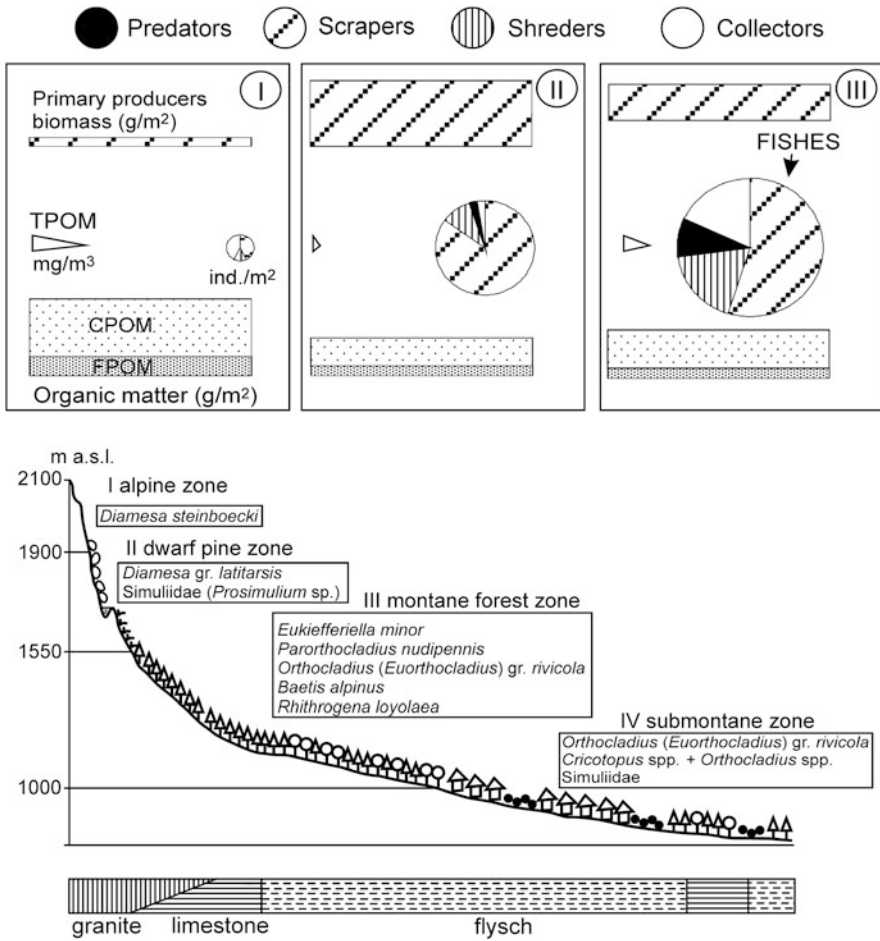 Predators Scrapers Shreders Collectors
I
Primary producers
biomass (g/m²)
TPOM
mg/m³
ind./m²
CPOM
FPOM
Organic matter (g/m²)
II
III
FISHES
m a.s.l.
2100
I alpine zone
Diamesa steinboecki
1900
II dwarf pine zone
Diamesa gr. latitarsis
Simuliidae (Prosimulium sp.)
III montane forest zone
Eukiefferiella minor
Parorthocladius nudipennis
Orthocladius (Euorthocladius) gr. rivicola
Baetis alpinus
Rhithrogena loyolaea
1550
IV submontane zone
Orthocladius (Euorthocladius) gr. rivicola
Cricotopus spp. + Orthocladius spp.
Simuliidae
1000
granite limestone flysch